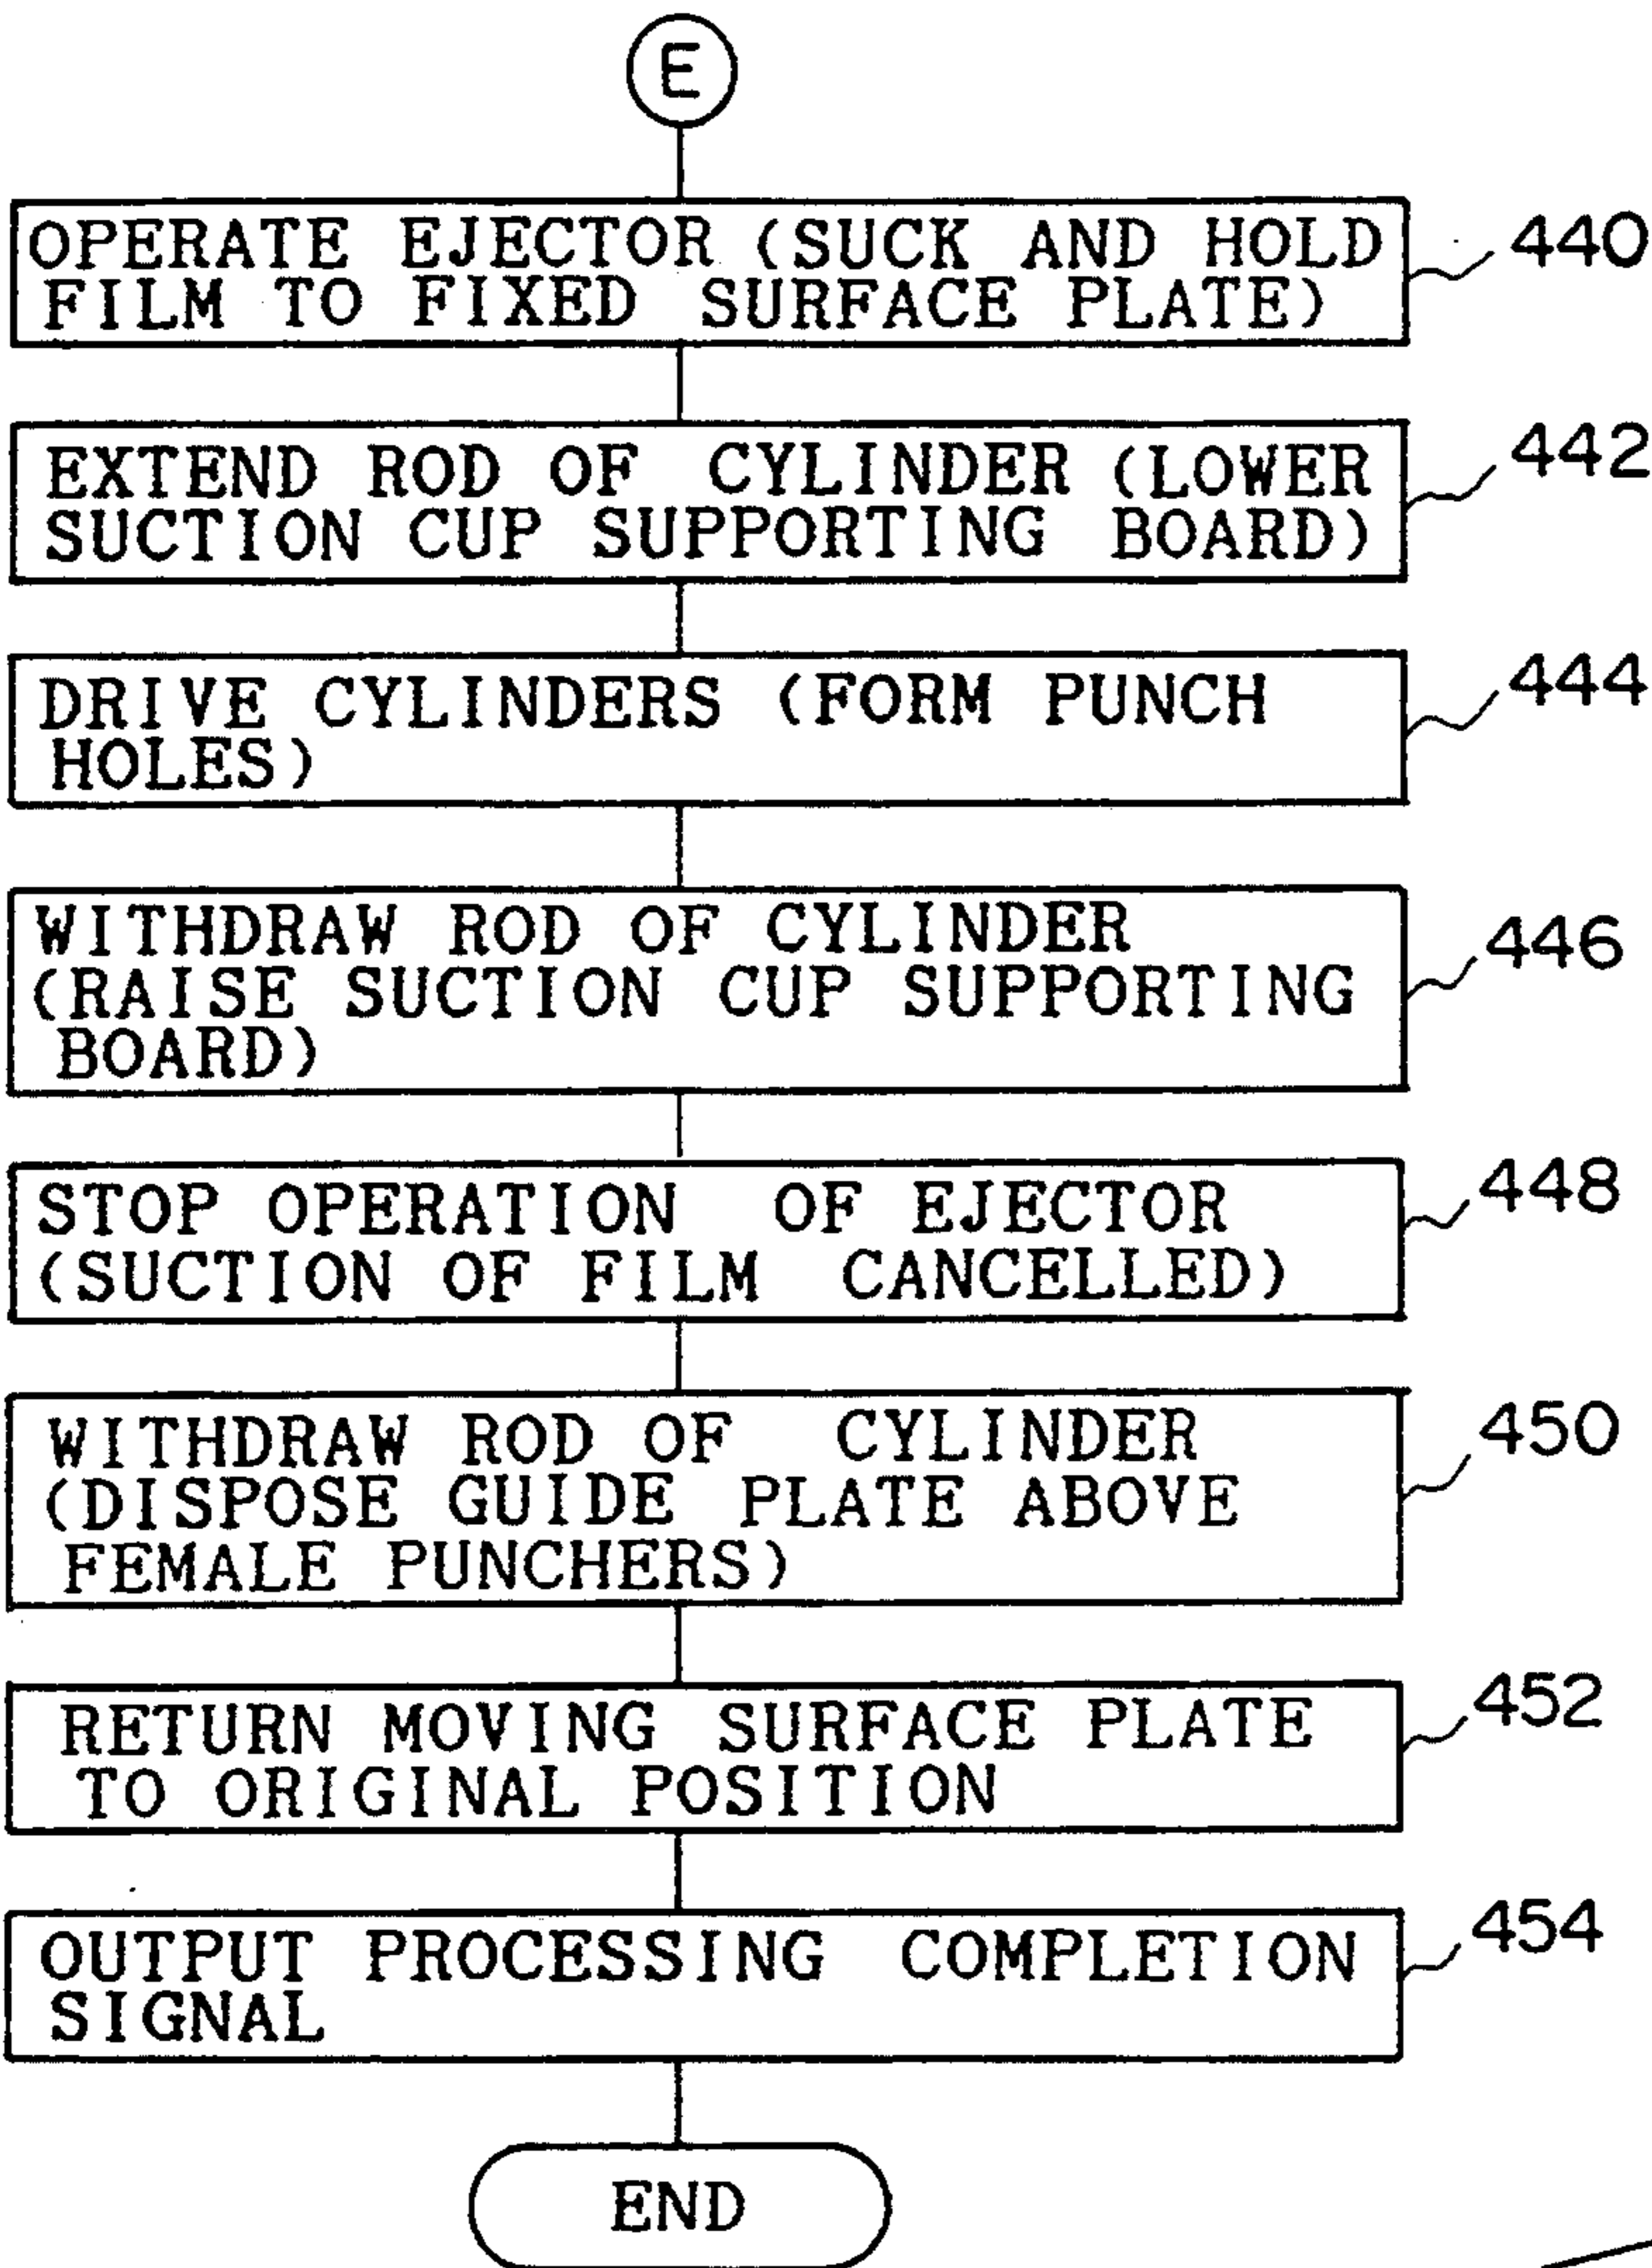 E
OPERATE EJECTOR (SUCK AND HOLD
FILM TO FIXED SURFACE PLATE)
440
EXTEND ROD OF CYLINDER (LOWER
SUCTION CUP SUPPORTING BOARD)
442
DRIVE CYLINDERS (FORM PUNCH
HOLES)
444
WITHDRAW ROD OF CYLINDER
(RAISE SUCTION CUP SUPPORTING
BOARD)
446
STOP OPERATION OF EJECTOR
(SUCTION OF FILM CANCELLED)
448
WITHDRAW ROD OF CYLINDER
(DISPOSE GUIDE PLATE ABOVE
FEMALE PUNCHERS)
450
RETURN MOVING SURFACE PLATE
TO ORIGINAL POSITION
452
OUTPUT PROCESSING COMPLETION
SIGNAL
454
END